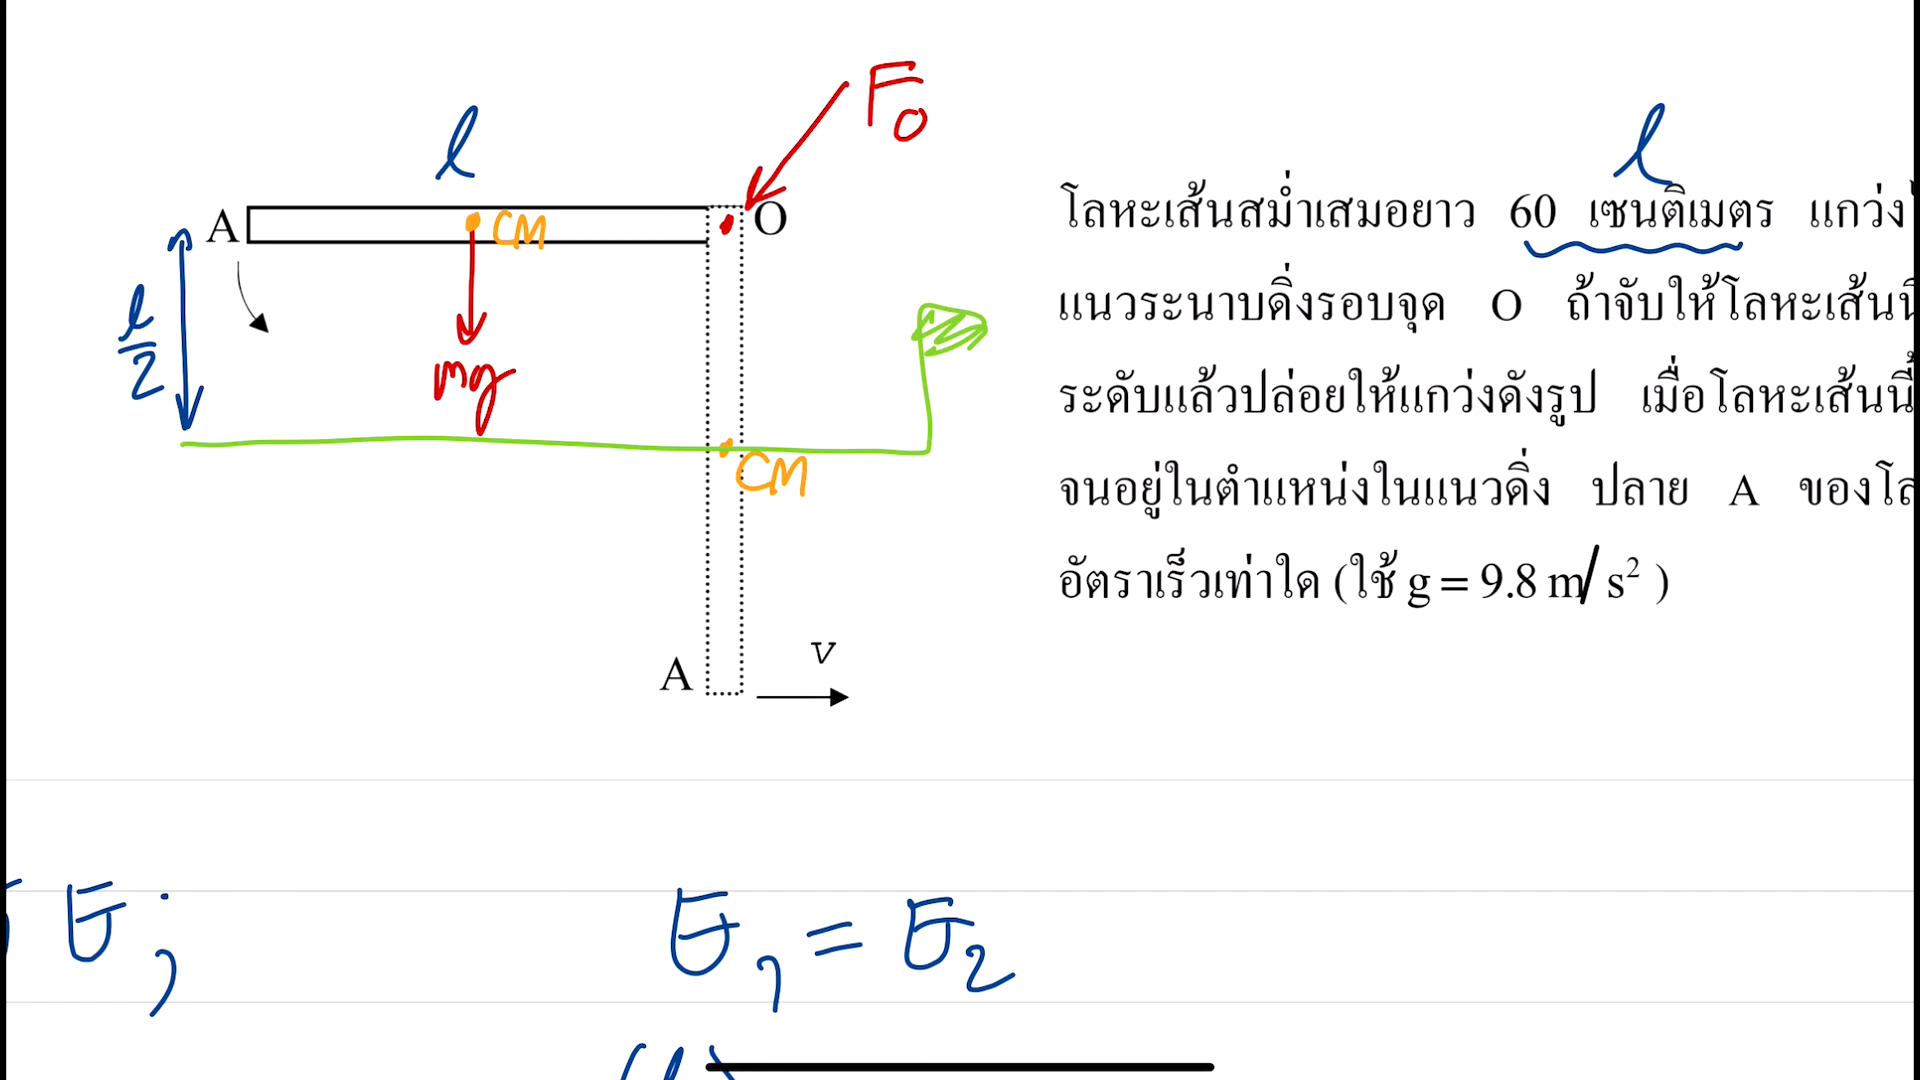 F₀
l
l
A
CM
O
โลหะเส้นสม่ำเสมอยาว 60 เซนติเมตร แกว่ง
l/2
mg
แนวระนาบดิ่งรอบจุด O ถ้าจับให้โลหะเส้น
ระดับแล้วปล่อยให้แกว่งดังรูป เมื่อโลหะเส้นนี้
CM
จนอยู่ในตำแหน่งในแนวดิ่ง ปลาย A ของ
อัตราเร็วเท่าใด (ใช้ g = 9.8 m/s² )
A
v
E ;
E₁ = E₂